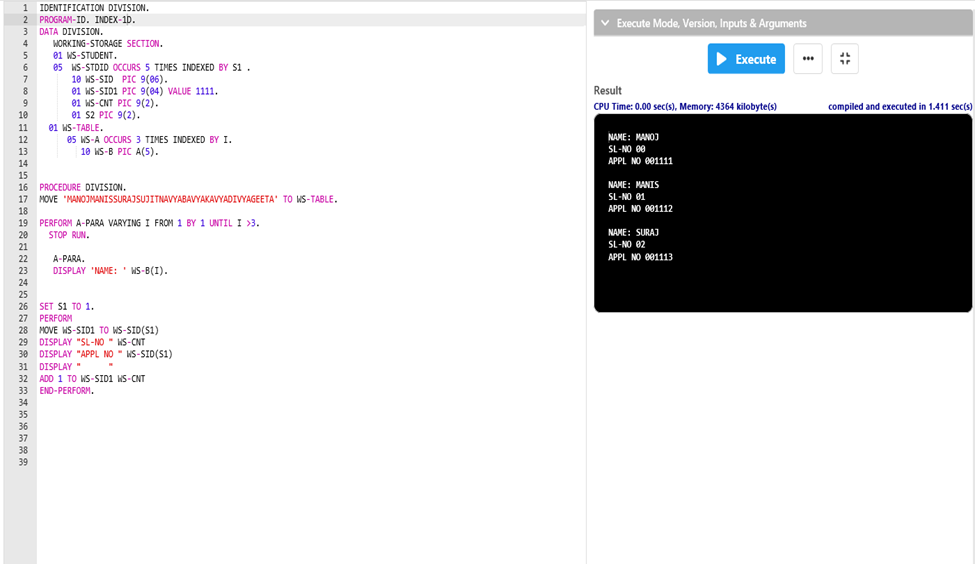 1 IDENTIFICATION DIVISION.
2 PROGRAM-ID. INDEX-1D.
3 DATA DIVISION.
4 WORKING-STORAGE SECTION.
5 01 WS-STUDENT.
6 05 WS-STDID OCCURS 5 TIMES INDEXED BY S1 .
7 10 WS-SID PIC 9(06).
8 01 WS-SID1 PIC 9(04) VALUE 1111.
9 01 WS-CNT PIC 9(2).
10 01 S2 PIC 9(2).
11 01 WS-TABLE.
12 05 WS-A OCCURS 3 TIMES INDEXED BY I.
13 10 WS-B PIC A(5).
14
15
16 PROCEDURE DIVISION.
17 MOVE 'MANOJMANISSURAJSUJITNAVYABAVYAKAVYADIVYAGEETA' TO WS-TABLE.
18
19 PERFORM A-PARA VARYING I FROM 1 BY 1 UNTIL I >3.
20 STOP RUN.
21
22 A-PARA.
23 DISPLAY 'NAME: ' WS-B(I).
24
25
26 SET S1 TO 1.
27 PERFORM
28 MOVE WS-SID1 TO WS-SID(S1)
29 DISPLAY "SL-NO " WS-CNT
30 DISPLAY "APPL NO " WS-SID(S1)
31 DISPLAY "      "
32 ADD 1 TO WS-SID1 WS-CNT
33 END-PERFORM.
34
35
36
37
38
39
Execute Mode, Version, Inputs & Arguments
Execute
Result
CPU Time: 0.00 sec(s), Memory: 4364 kilobyte(s) compiled and executed in 1.411 sec(s)
NAME: MANOJ
SL-NO 00
APPL NO 001111
NAME: MANIS
SL-NO 01
APPL NO 001112
NAME: SURAJ
SL-NO 02
APPL NO 001113